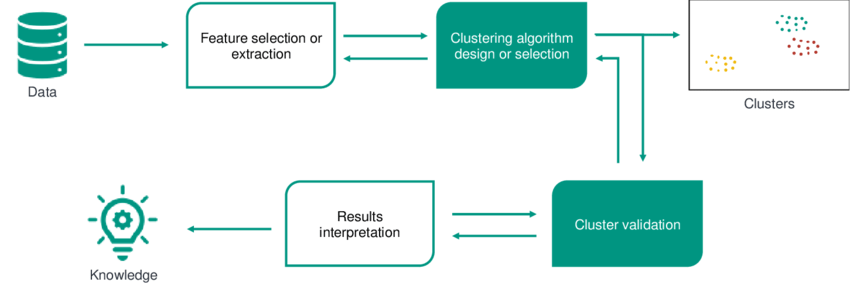 Feature selection or
extraction
Clustering algorithm
design or selection
Data
Clusters
Results
interpretation
Cluster validation
Knowledge